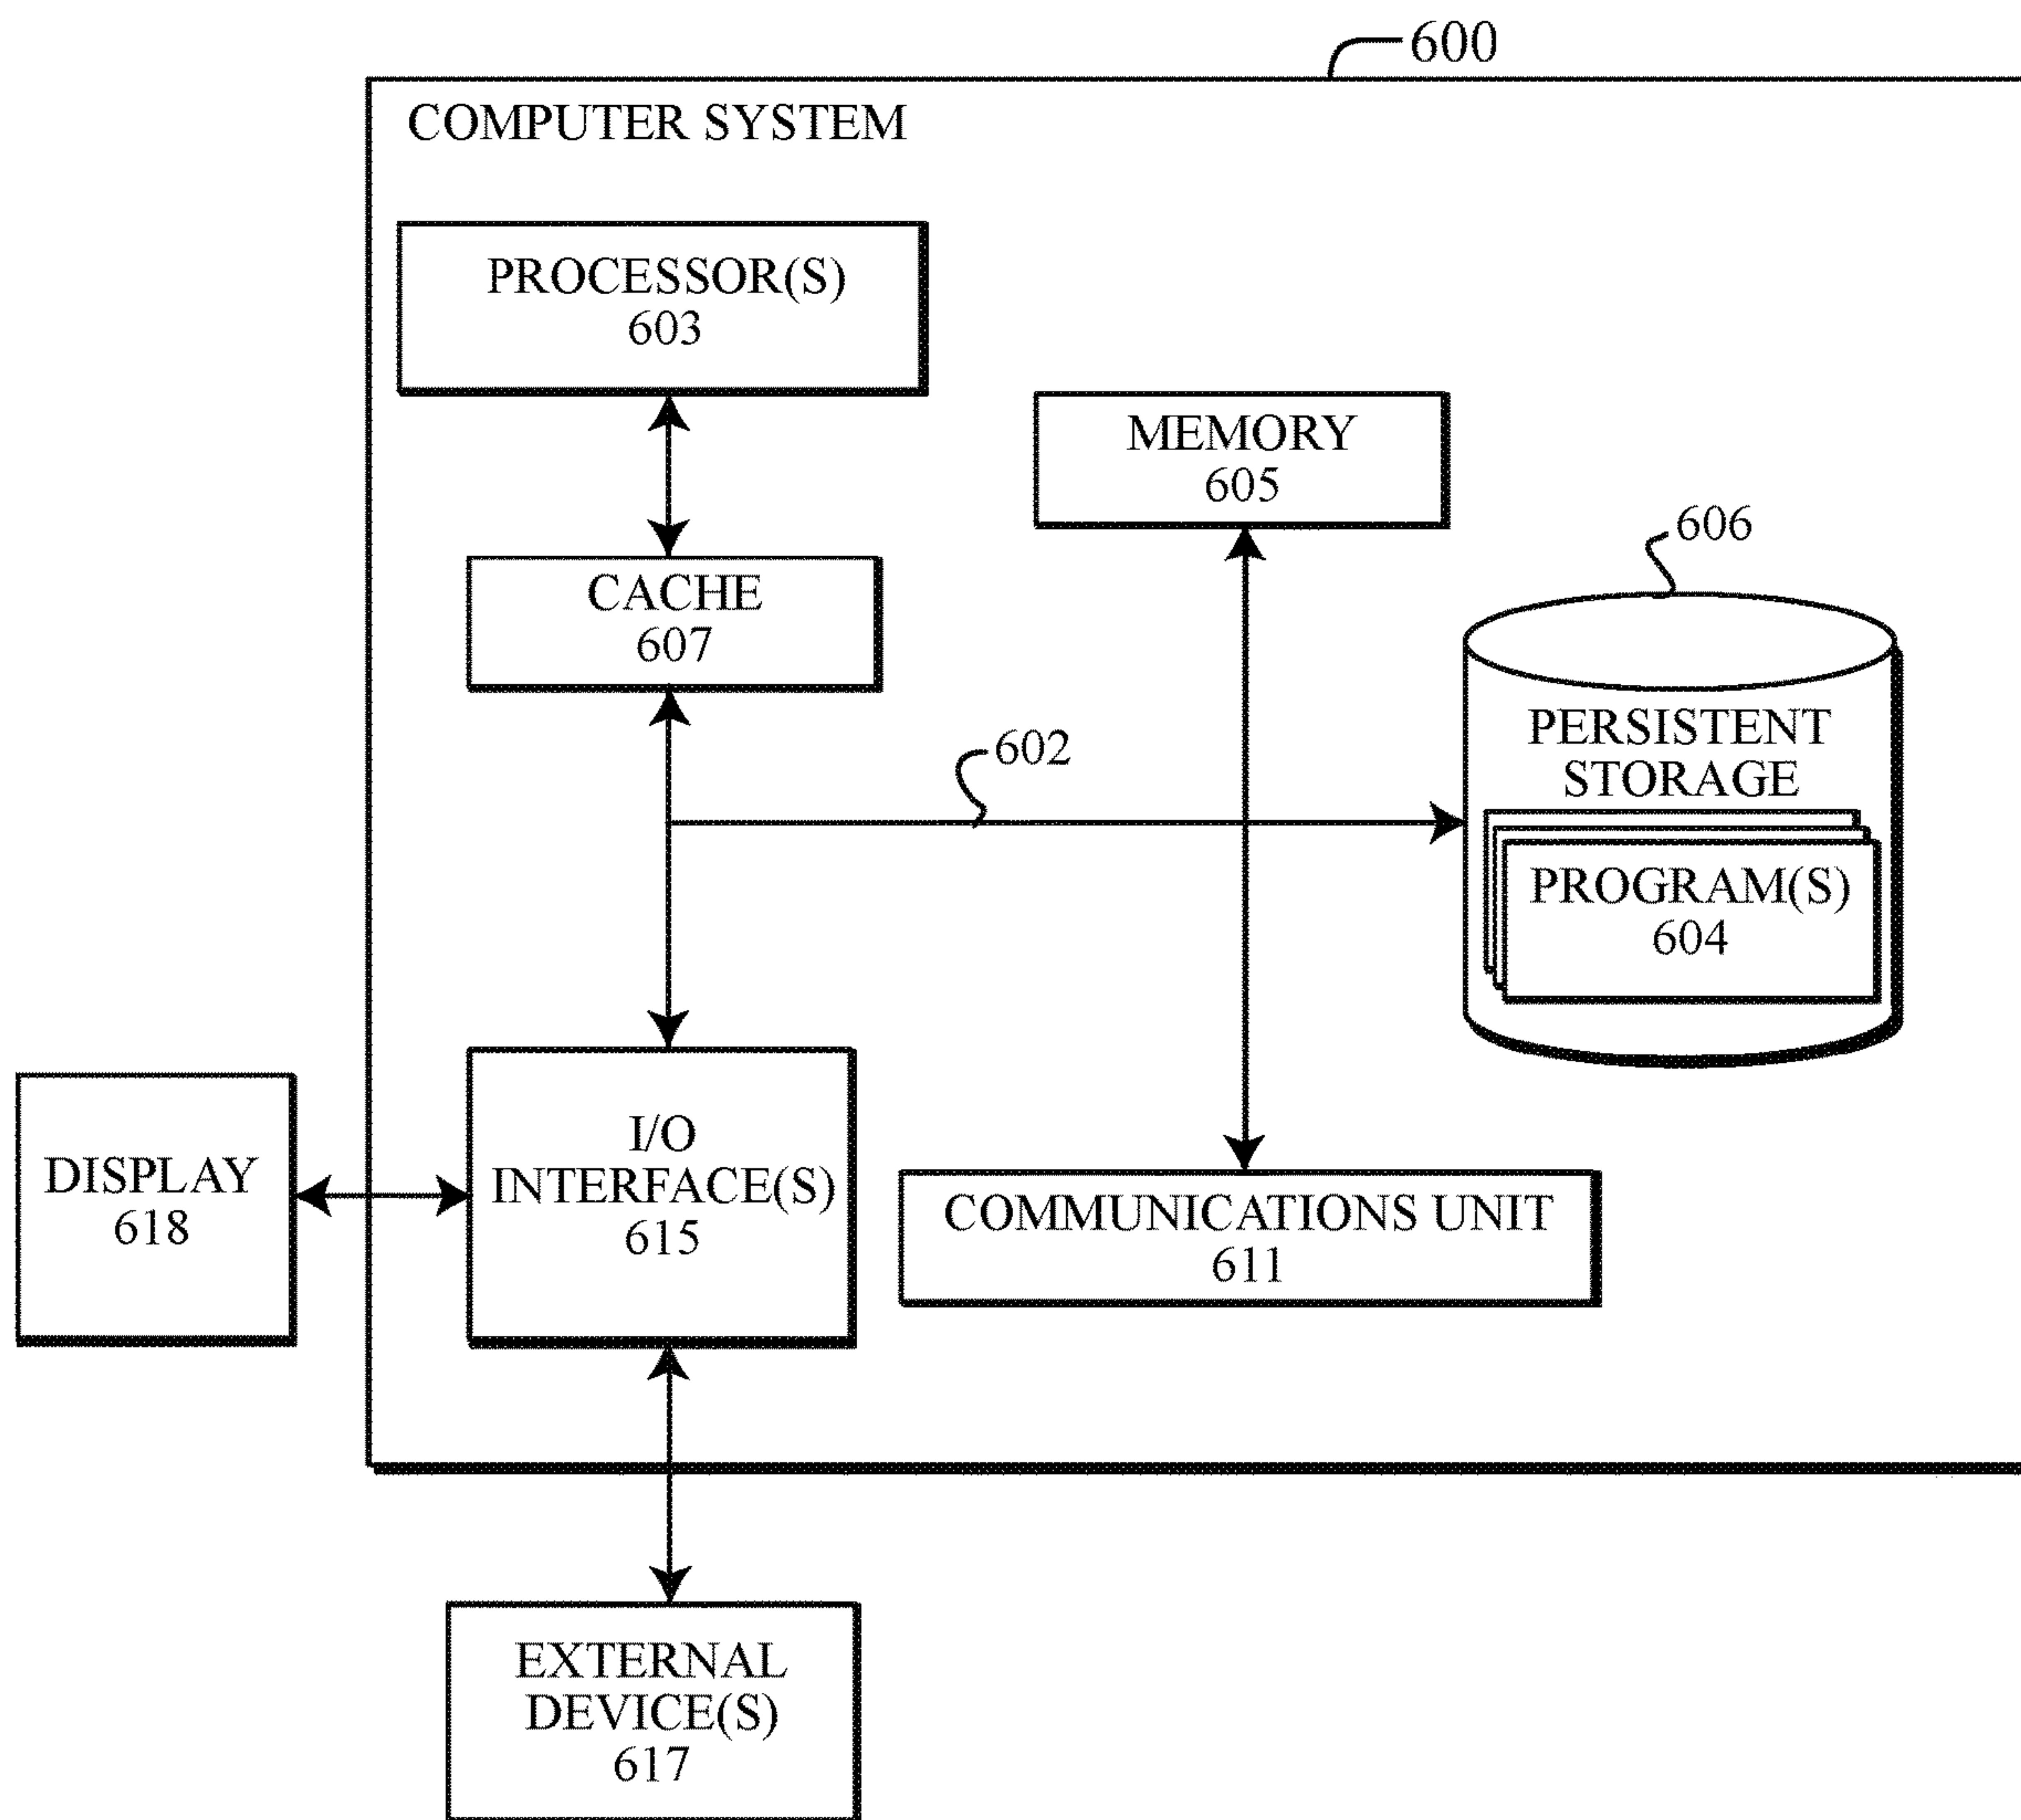 600
COMPUTER SYSTEM
PROCESSOR(S)
603
MEMORY
605
606
CACHE
607
602
PERSISTENT
STORAGE
PROGRAM(S)
604
I/O
INTERFACE(S)
615
DISPLAY
618
COMMUNICATIONS UNIT
611
EXTERNAL
DEVICE(S)
617